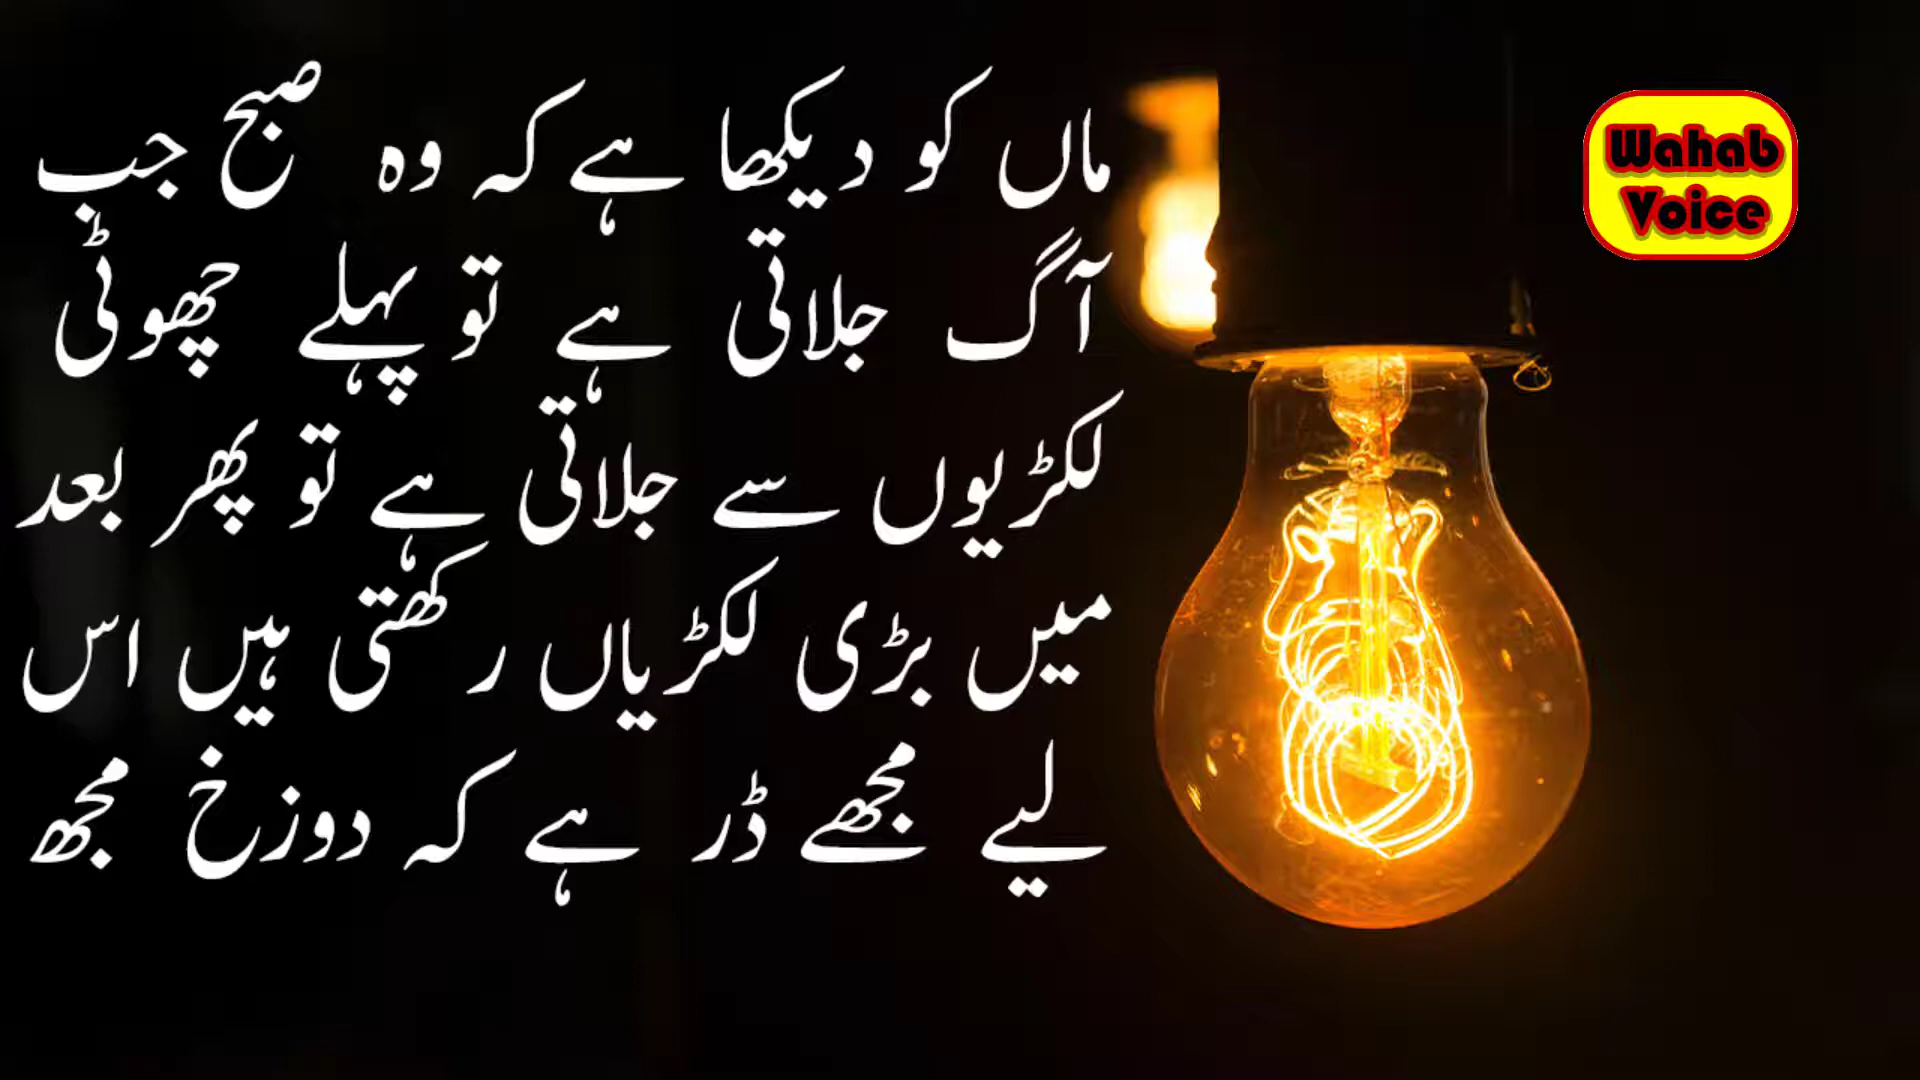 ماں کو دیکھا ہے کہ وہ صبح جب
آگ جلاتی ہے تو پہلے چھوٹی
لکڑیوں سے جلاتی ہے تو پھر بعد
میں بڑی لکڑیاں رکھتی ہیں اس
لیے مجھے ڈر ہے کہ دوزخ مجھ
Wahab
Voice